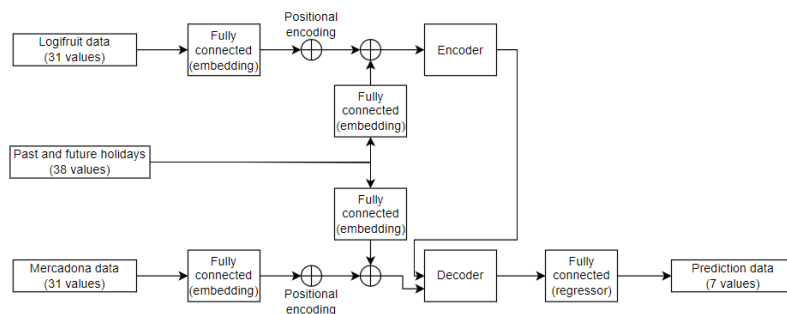 Logifruit data
(31 values)
Fully
connected
(embedding)
Positional
encoding
Encoder
Fully
connected
(embedding)
Past and future holidays
(38 values)
Fully
connected
(embedding)
Mercadona data
(31 values)
Fully
connected
(embedding)
Positional
encoding
Decoder
Fully
connected
(regressor)
Prediction data
(7 values)